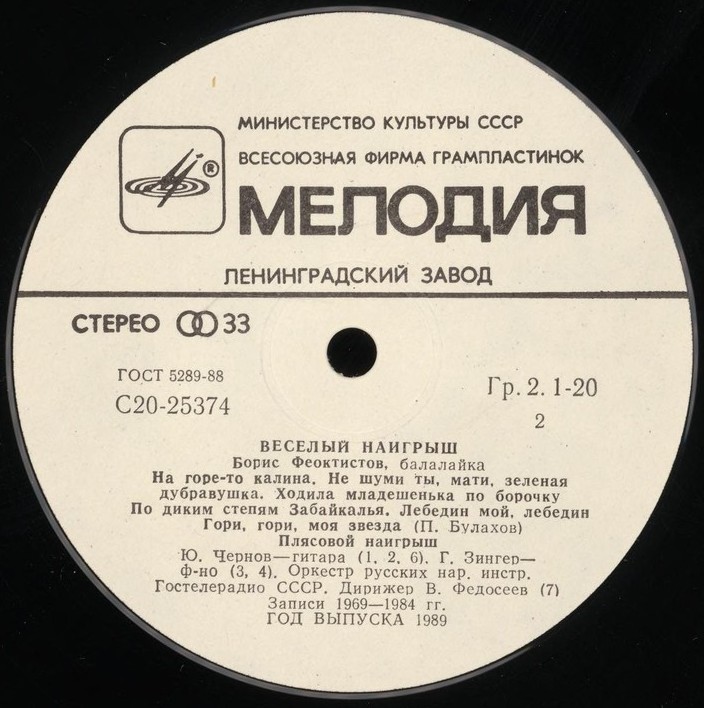 МИНИСТЕРСТВО КУЛЬТУРЫ СССР
ВСЕСОЮЗНАЯ ФИРМА ГРАМПЛАСТИНОК
®
МЕЛОДИЯ
ЛЕНИНГРАДСКИЙ ЗАВОД
СТЕРЕО 33
ГОСТ 5289-88
С20-25374
Гр. 2. 1-20
2
ВЕСЕЛЫЙ НАИГРЫШ
Борис Феоктистов, балалайка
На горе-то калина. Не шуми ты, мати, зеленая
дубравушка. Ходила младешенька по борочку
По диким степям Забайкалья. Лебедин мой, лебедин
Гори, гори, моя звезда (П. Булахов)
Плясовой наигрыш
Ю. Чернов—гитара (1, 2, 6). Г. Зингер—
ф-но (3, 4). Оркестр русских нар. инстр.
Гостелерадио СССР. Дирижер В. Федосеев (7)
Записи 1969—1984 гг.
ГОД ВЫПУСКА 1989